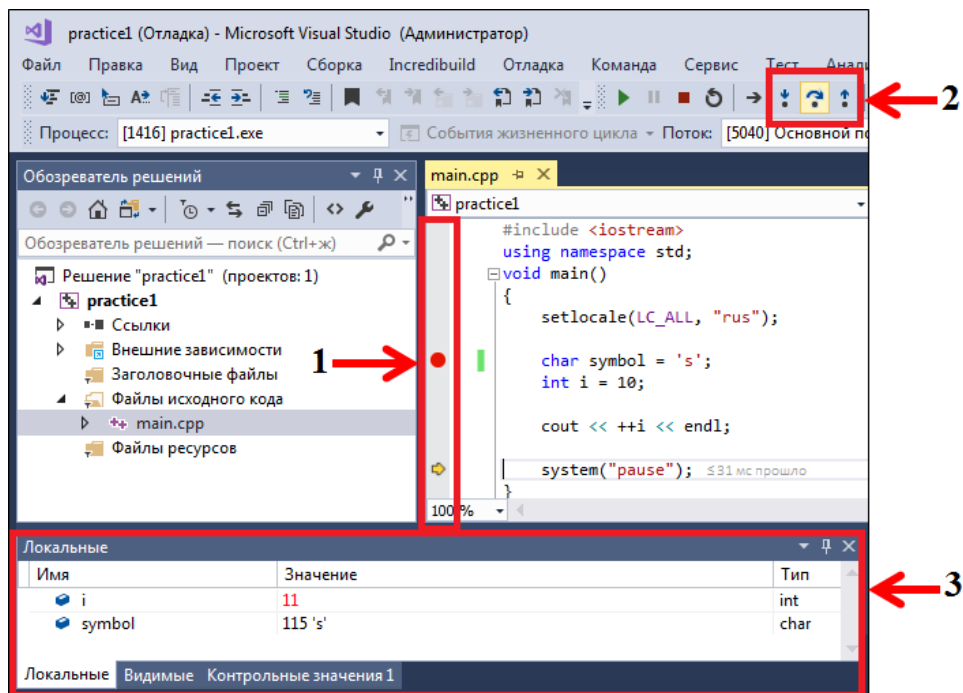 practice1 (Отладка) - Microsoft Visual Studio (Администратор)
Файл Правка Вид Проект Сборка Incredibuild Отладка Команда Сервис Тест Анали
2
Процесс: [1416] practice1.exe События жизненного цикла Поток: [5040] Основной по
Обозреватель решений
main.cpp
practice1
Обозреватель решений — поиск (Ctrl+ж)
Решение "practice1" (проектов: 1)
practice1
Ссылки
Внешние зависимости
Заголовочные файлы
Файлы исходного кода
main.cpp
Файлы ресурсов
1
#include <iostream>
using namespace std;
void main()
{
setlocale(LC_ALL, "rus");
char symbol = 's';
int i = 10;
cout << ++i << endl;
system("pause"); ≤31 мс прошло
}
100 %
Локальные
Имя Значение Тип
i 11 int
symbol 115 's' char
3
Локальные Видимые Контрольные значения 1